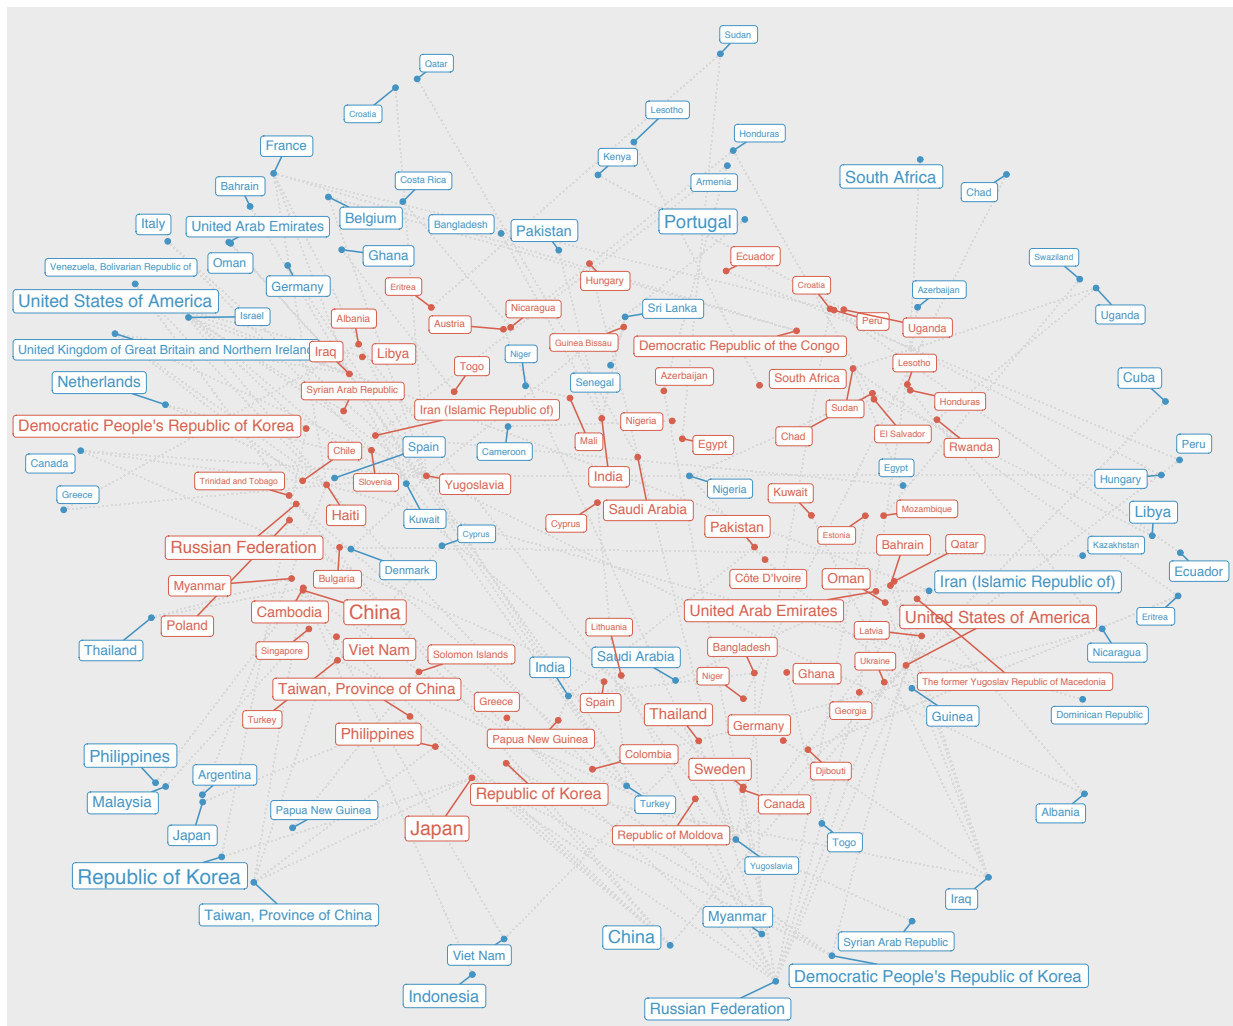 Sudan
Qatar
Croatia
Lesotho
Honduras
France
Kenya
South Africa
Bahrain
Costa Rica
Armenia
Chad
Italy
United Arab Emirates
Belgium
Bangladesh
Pakistan
Portugal
Oman
Ghana
Ecuador
Swaziland
Venezuela, Bolivarian Republic of
Germany
Eritrea
Hungary
Croatia
Azerbaijan
United States of America
Israel
Albania
Austria
Nicaragua
Sri Lanka
Peru
Uganda
Uganda
United Kingdom of Great Britain and Northern Ireland
Iraq
Libya
Niger
Guinea Bissau
Democratic Republic of the Congo
Netherlands
Syrian Arab Republic
Togo
Senegal
Azerbaijan
South Africa
Lesotho
Cuba
Democratic People's Republic of Korea
Iran (Islamic Republic of)
Mali
Nigeria
Sudan
Honduras
Canada
Chile
Spain
Cameroon
Egypt
Chad
El Salvador
Rwanda
Peru
Greece
Trinidad and Tobago
Slovenia
Yugoslavia
India
Nigeria
Egypt
Hungary
Haiti
Kuwait
Cyprus
Saudi Arabia
Kuwait
Mozambique
Libya
Russian Federation
Cyprus
Pakistan
Estonia
Bahrain
Qatar
Kazakhstan
Myanmar
Bulgaria
Denmark
Côte D'Ivoire
Oman
Iran (Islamic Republic of)
Ecuador
Poland
Cambodia
China
United Arab Emirates
United States of America
Eritrea
Thailand
Singapore
Viet Nam
Solomon Islands
Lithuania
Latvia
Nicaragua
Taiwan, Province of China
India
Saudi Arabia
Bangladesh
Ukraine
Niger
Ghana
The former Yugoslav Republic of Macedonia
Turkey
Greece
Spain
Georgia
Guinea
Dominican Republic
Philippines
Papua New Guinea
Thailand
Germany
Philippines
Argentina
Colombia
Sweden
Djibouti
Malaysia
Papua New Guinea
Republic of Korea
Turkey
Canada
Albania
Japan
Japan
Republic of Moldova
Togo
Republic of Korea
Yugoslavia
Iraq
Taiwan, Province of China
China
Myanmar
Syrian Arab Republic
Viet Nam
Democratic People's Republic of Korea
Indonesia
Russian Federation